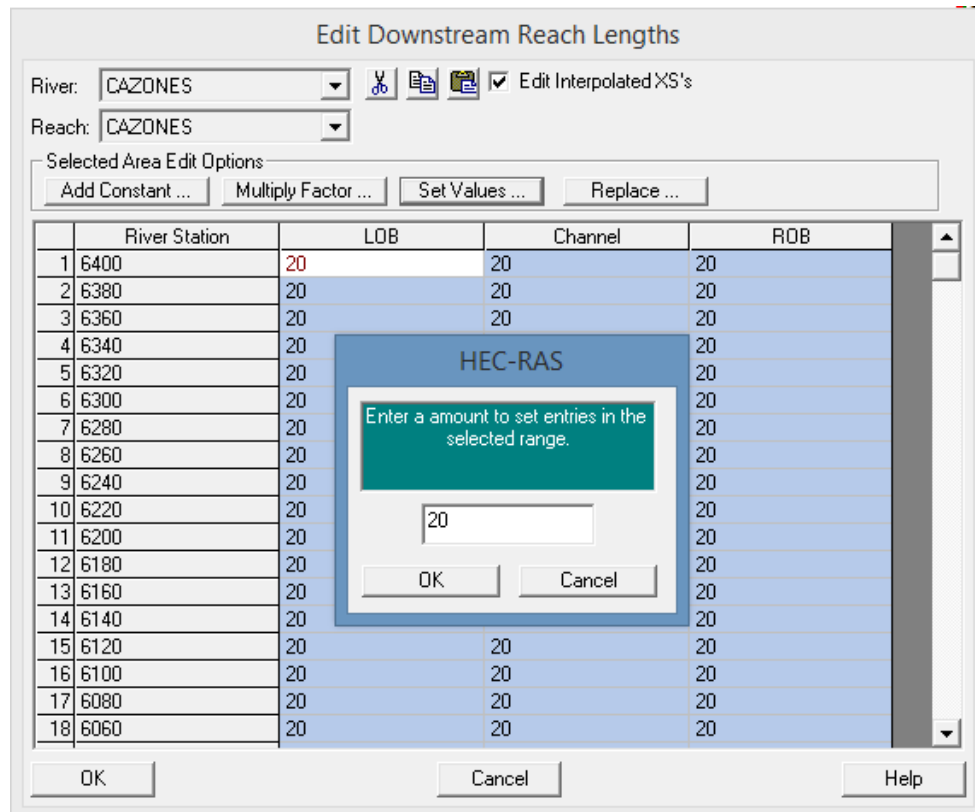 Edit Downstream Reach Lengths
River: CAZONES Edit Interpolated XS's
Reach: CAZONES
Selected Area Edit Options
Add Constant ... Multiply Factor ... Set Values ... Replace ...
River Station LOB Channel ROB
1 6400 20 20 20
2 6380 20 20 20
3 6360 20 20 20
4 6340 20 20
5 6320 20 20
6 6300 20 20
7 6280 20 20
8 6260 20 20
9 6240 20 20
10 6220 20 20
11 6200 20 20
12 6180 20 20
13 6160 20 20
14 6140 20 20
15 6120 20 20 20
16 6100 20 20 20
17 6080 20 20 20
18 6060 20 20 20
HEC-RAS
Enter a amount to set entries in the
selected range.
20
OK Cancel
OK Cancel Help